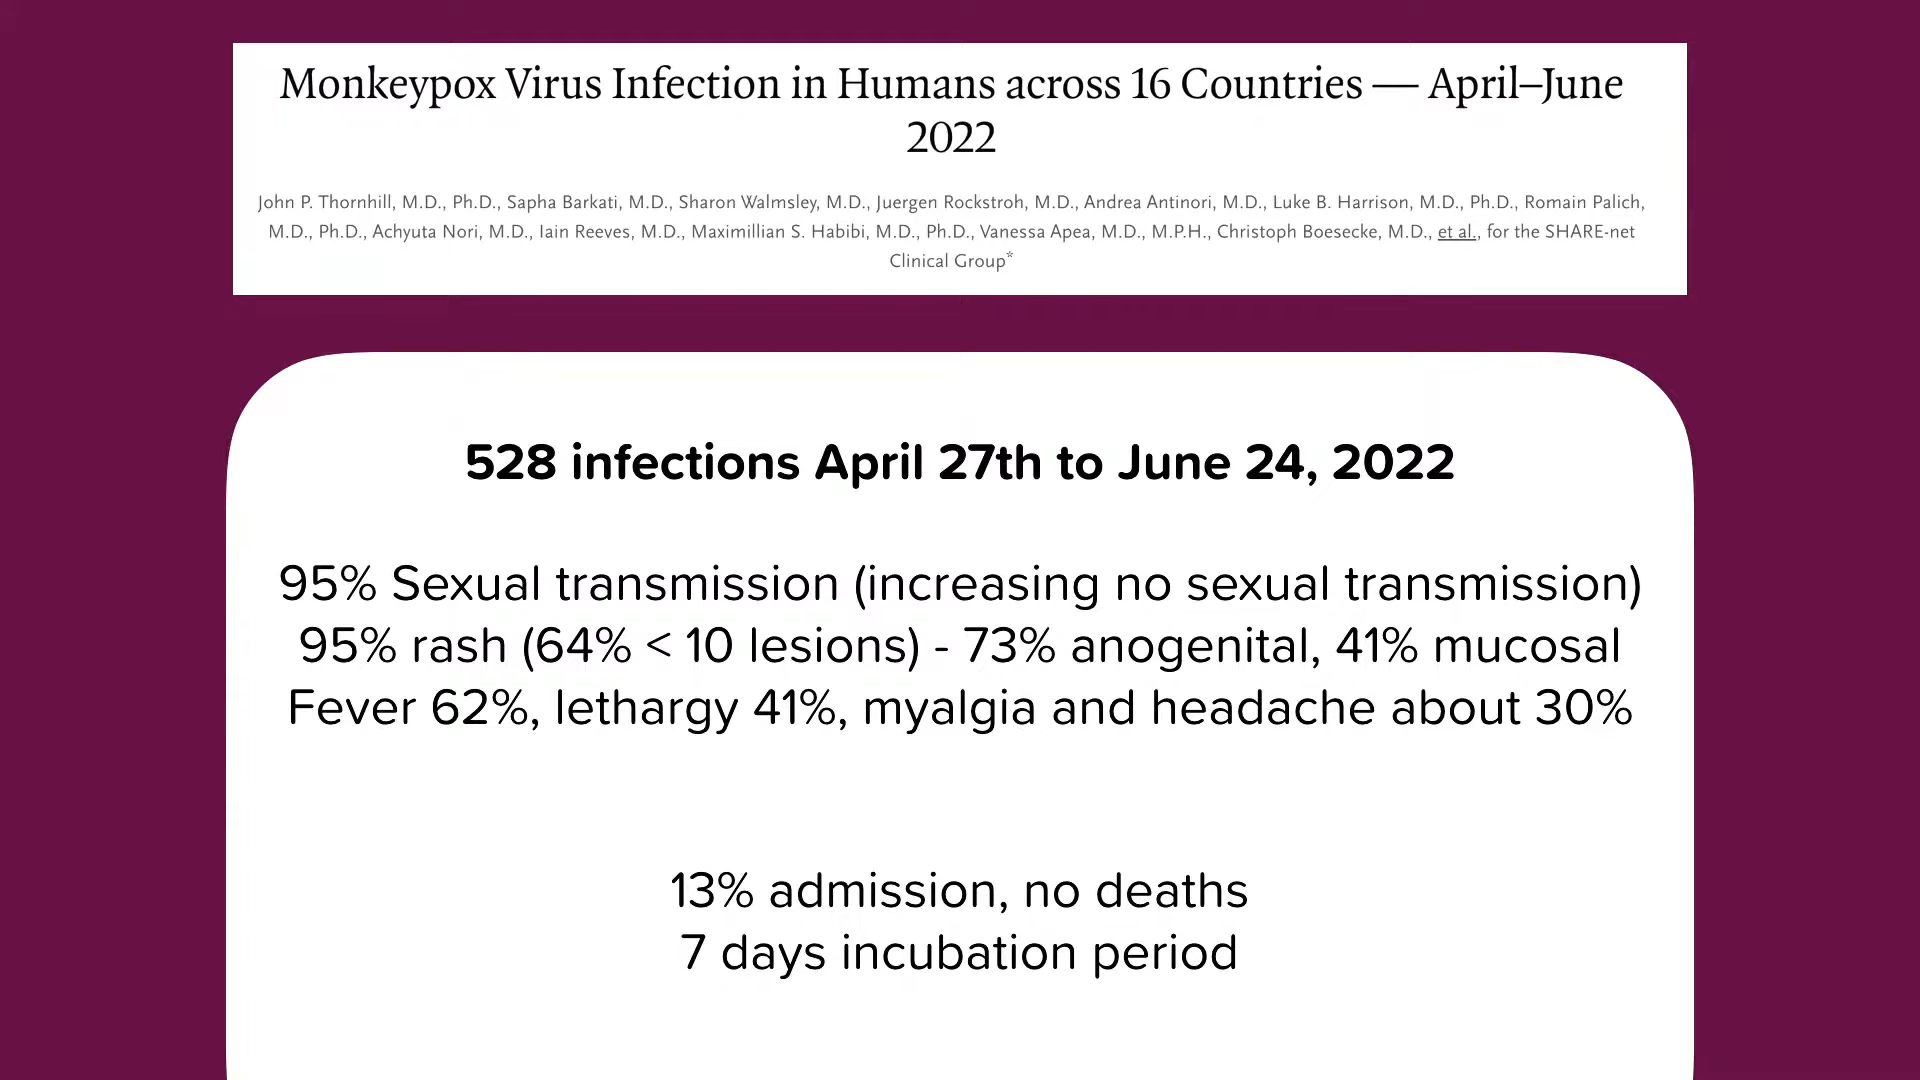 Monkeypox Virus Infection in Humans across 16 Countries — April–June
2022
John P. Thornhill, M.D., Ph.D., Sapha Barkati, M.D., Sharon Walmsley, M.D., Juergen Rockstroh, M.D., Andrea Antinori, M.D., Luke B. Harrison, M.D., Ph.D., Romain Palich,
M.D., Ph.D., Achyuta Nori, M.D., Iain Reeves, M.D., Maximillian S. Habibi, M.D., Ph.D., Vanessa Apea, M.D., M.P.H., Christoph Boesecke, M.D., et al., for the SHARE-net
Clinical Group*
528 infections April 27th to June 24, 2022
95% Sexual transmission (increasing no sexual transmission)
95% rash (64% < 10 lesions) - 73% anogenital, 41% mucosal
Fever 62%, lethargy 41%, myalgia and headache about 30%
13% admission, no deaths
7 days incubation period